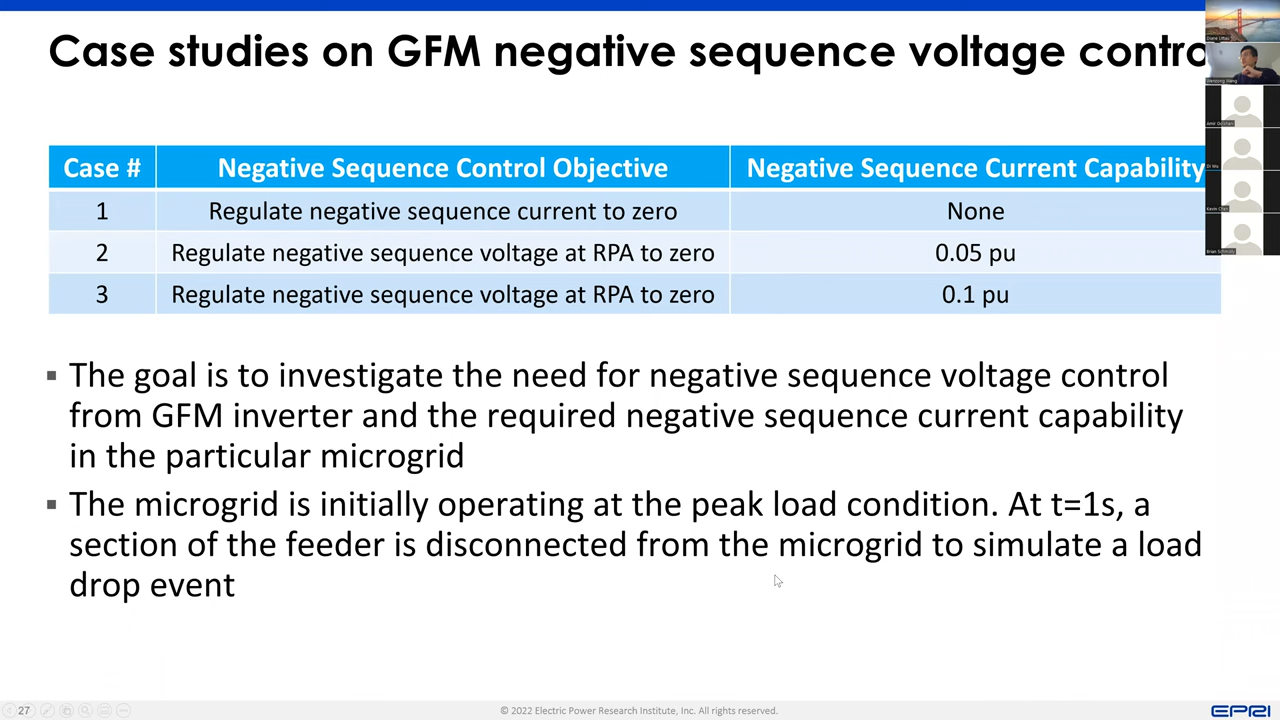 Case studies on GFM negative sequence voltage contro
Case # Negative Sequence Control Objective Negative Sequence Current Capability
1 Regulate negative sequence current to zero None
2 Regulate negative sequence voltage at RPA to zero 0.05 pu
3 Regulate negative sequence voltage at RPA to zero 0.1 pu
▪ The goal is to investigate the need for negative sequence voltage control
from GFM inverter and the required negative sequence current capability
in the particular microgrid
▪ The microgrid is initially operating at the peak load condition. At t=1s, a
section of the feeder is disconnected from the microgrid to simulate a load
drop event
27
© 2022 Electric Power Research Institute, Inc. All rights reserved.
EPRI